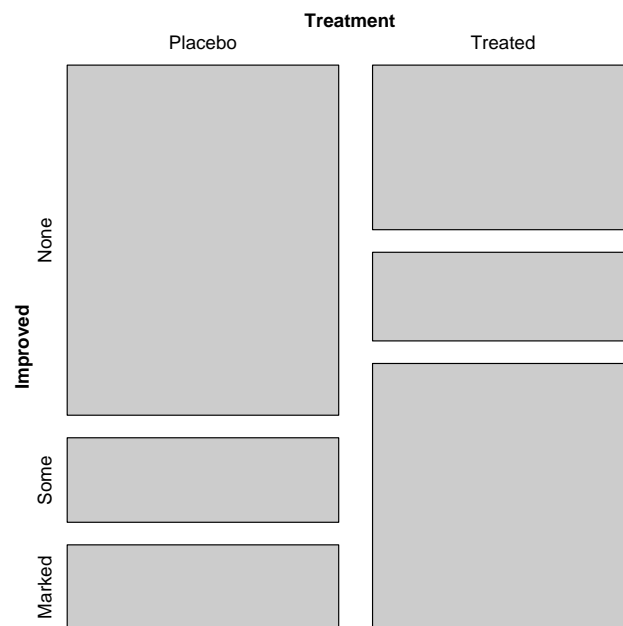 Treatment
Placebo Treated
Improved
None
Some
Marked